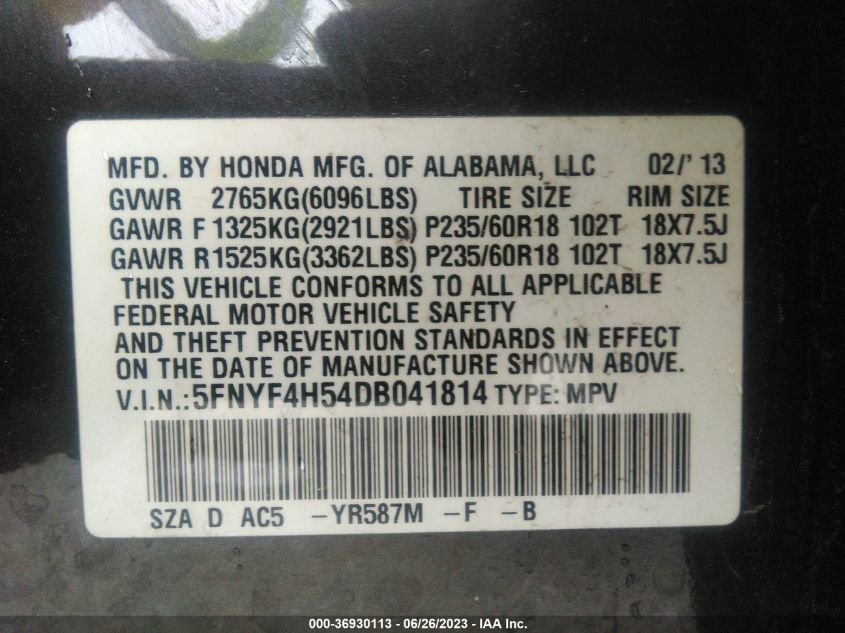 MFD. BY HONDA MFG. OF ALABAMA, LLC 02/' 13
GVWR 2765KG(6096LBS) TIRE SIZE RIM SIZE
GAWR F 1325KG(2921LBS) P235/60R18 102T 18X7.5J
GAWR R1525KG(3362LBS) P235/60R18 102T 18X7.5J
THIS VEHICLE CONFORMS TO ALL APPLICABLE
FEDERAL MOTOR VEHICLE SAFETY
AND THEFT PREVENTION STANDARDS IN EFFECT
ON THE DATE OF MANUFACTURE SHOWN ABOVE.
V.I.N.:5FNYF4H54DB041814 TYPE: MPV
SZA D AC5 -YR587M -F -B
000-36930113 - 06/26/2023 - IAA Inc.